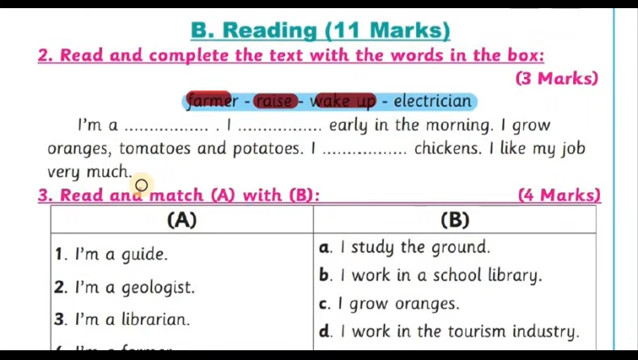 B. Reading (11 Marks)
2. Read and complete the text with the words in the box:
(3 Marks)
farmer - raise - wake up - electrician
I'm a .................. . I .................. early in the morning. I grow
oranges, tomatoes and potatoes. I .................. chickens. I like my job
very much.
3. Read and match (A) with (B): (4 Marks)
(A) (B)
1. I'm a guide. a. I study the ground.
2. I'm a geologist. b. I work in a school library.
3. I'm a librarian. c. I grow oranges.
d. I work in the tourism industry.